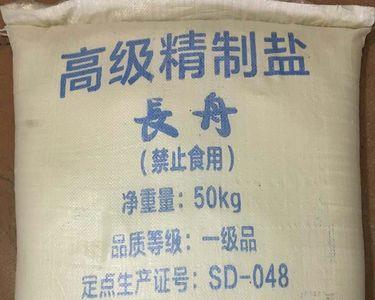 高级精制盐
長舟
(禁止食用)
净重量: 50kg
品质等级: 一级品
定点生产证号: SD-048